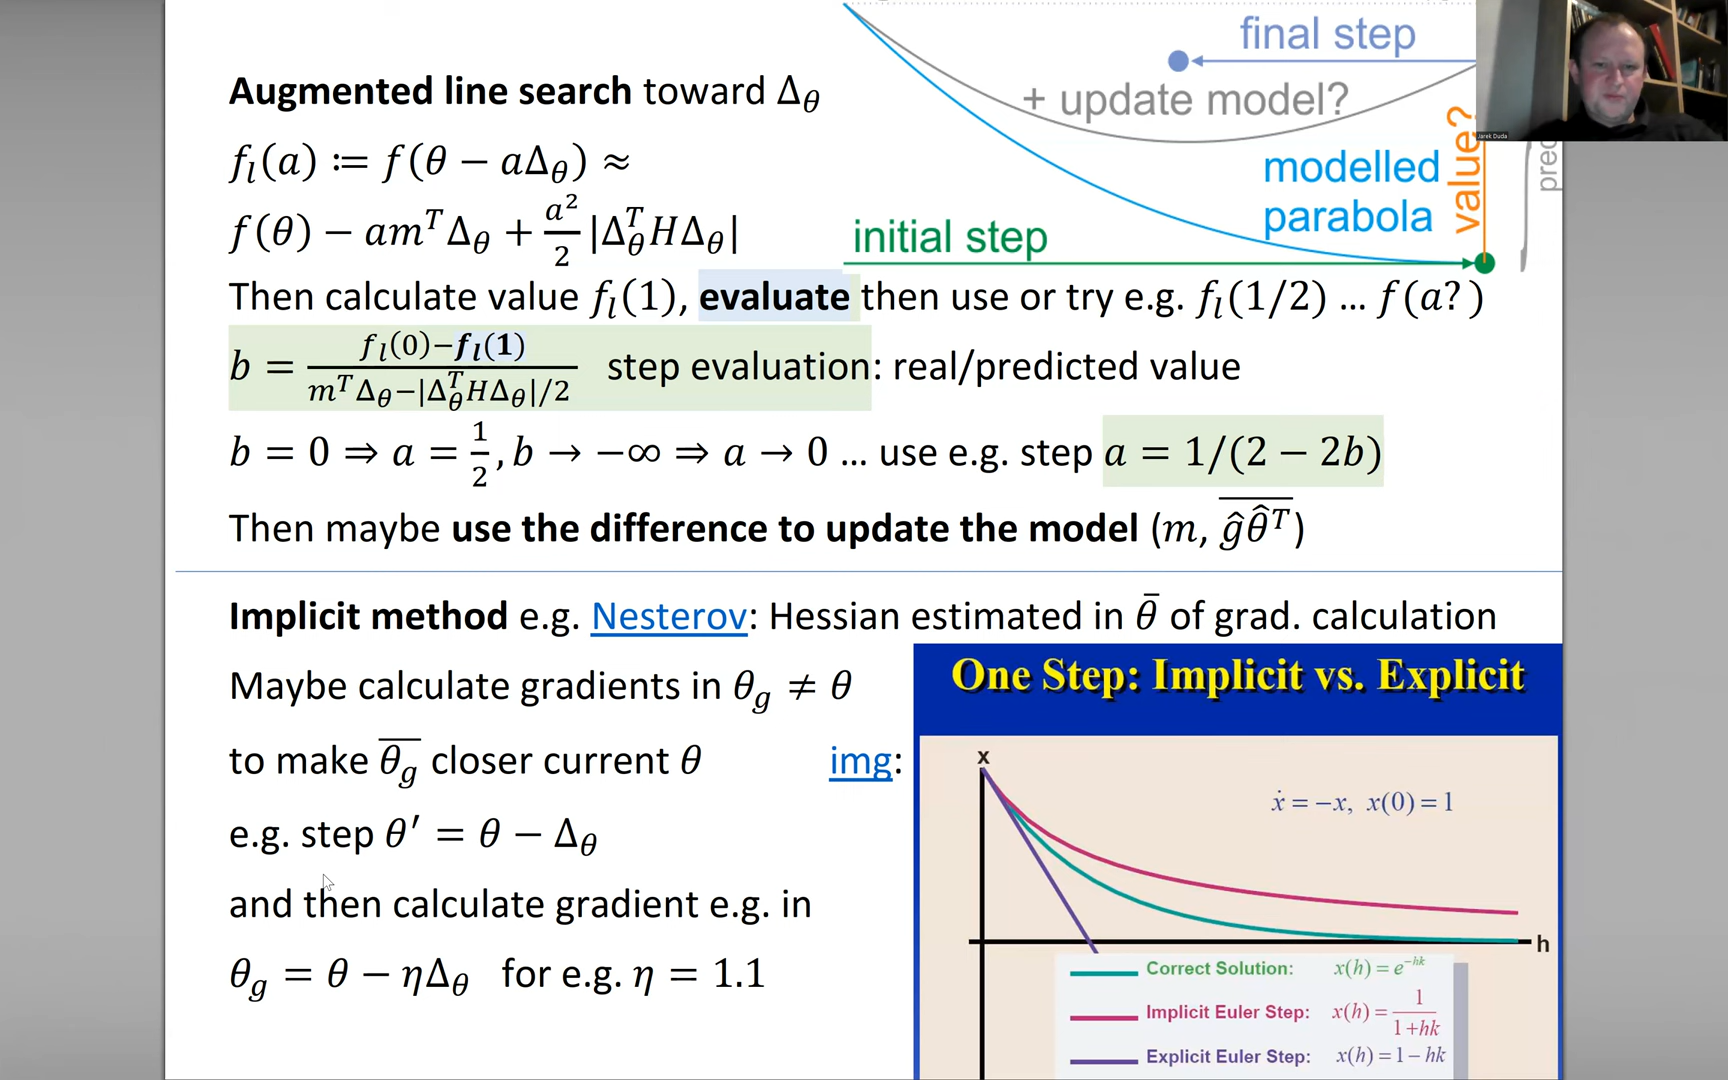 final step
+ update model?
modelled
parabola
value?
initial step
Jarek Duda
Augmented line search toward Δ_θ
f_l(a) ≔ f(θ − aΔ_θ) ≈
f(θ) − am^TΔ_θ + a²/2 |Δ_θ^T HΔ_θ|
Then calculate value f_l(1), evaluate then use or try e.g. f_l(1/2) … f(a? )
b = (f_l(0)−f_l(1))/(m^TΔ_θ−|Δ_θ^T HΔ_θ|/2) step evaluation: real/predicted value
b = 0 ⇒ a = 1/2, b → −∞ ⇒ a → 0 … use e.g. step a = 1/(2 − 2b)
Then maybe use the difference to update the model (m, \overline{ĝθ̂^T})
Implicit method e.g. Nesterov: Hessian estimated in θ̄ of grad. calculation
Maybe calculate gradients in θ_g ≠ θ
to make \overline{θ_g} closer current θ img:
e.g. step θ′ = θ − Δ_θ
and then calculate gradient e.g. in
θ_g = θ − ηΔ_θ for e.g. η = 1.1
One Step: Implicit vs. Explicit
x
ẋ = −x, x(0) = 1
h
Correct Solution: x(h) = e^{−hk}
Implicit Euler Step: x(h) = 1/(1+hk)
Explicit Euler Step: x(h) = 1 − hk